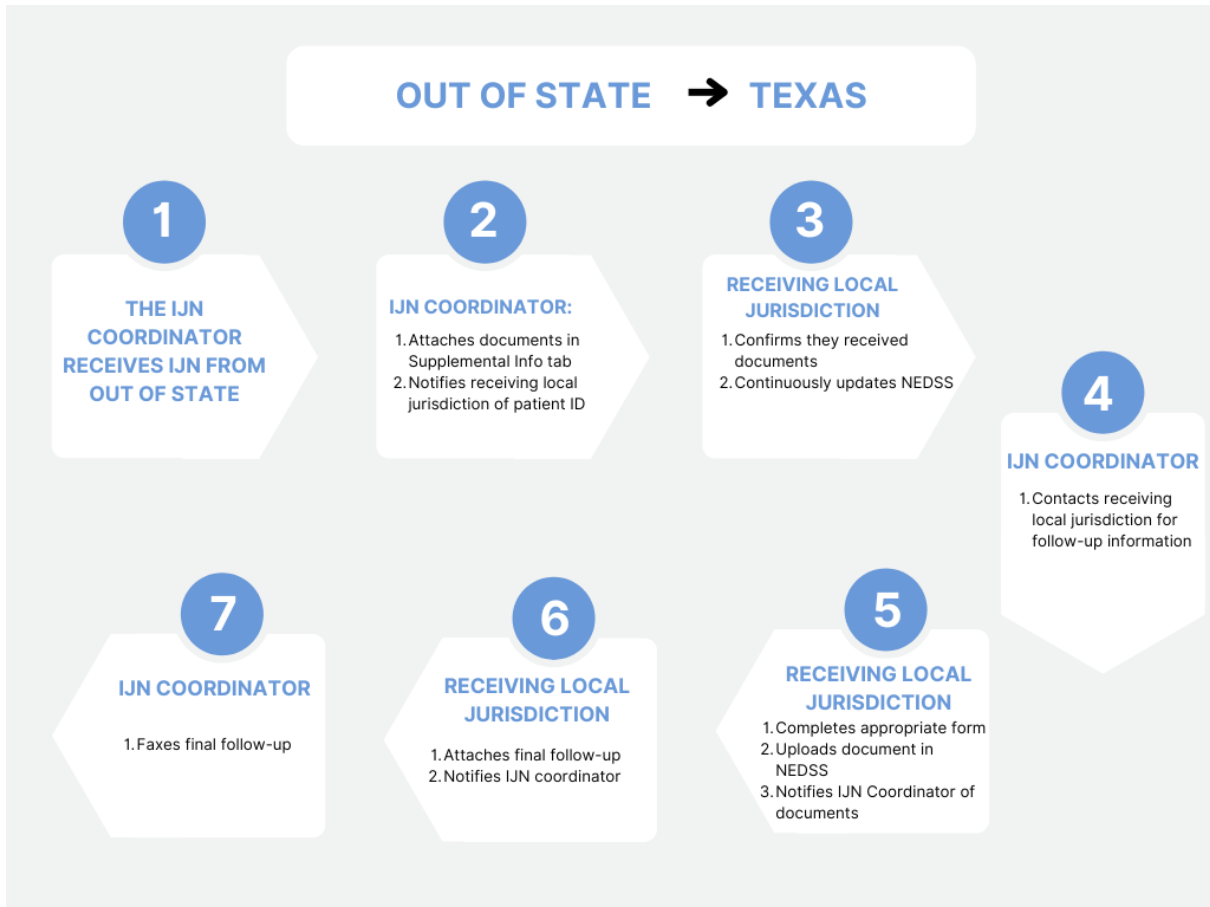 OUT OF STATE → TEXAS
1
THE IJN
COORDINATOR
RECEIVES IJN FROM
OUT OF STATE
2
IJN COORDINATOR:
1. Attaches documents in
Supplemental Info tab
2. Notifies receiving local
jurisdiction of patient ID
3
RECEIVING LOCAL
JURISDICTION
1. Confirms they received
documents
2. Continuously updates NEDSS
4
IJN COORDINATOR
1. Contacts receiving
local jurisdiction for
follow-up information
5
RECEIVING LOCAL
JURISDICTION
1. Completes appropriate form
2. Uploads document in
NEDSS
3. Notifies IJN Coordinator of
documents
6
RECEIVING LOCAL
JURISDICTION
1. Attaches final follow-up
2. Notifies IJN coordinator
7
IJN COORDINATOR
1. Faxes final follow-up